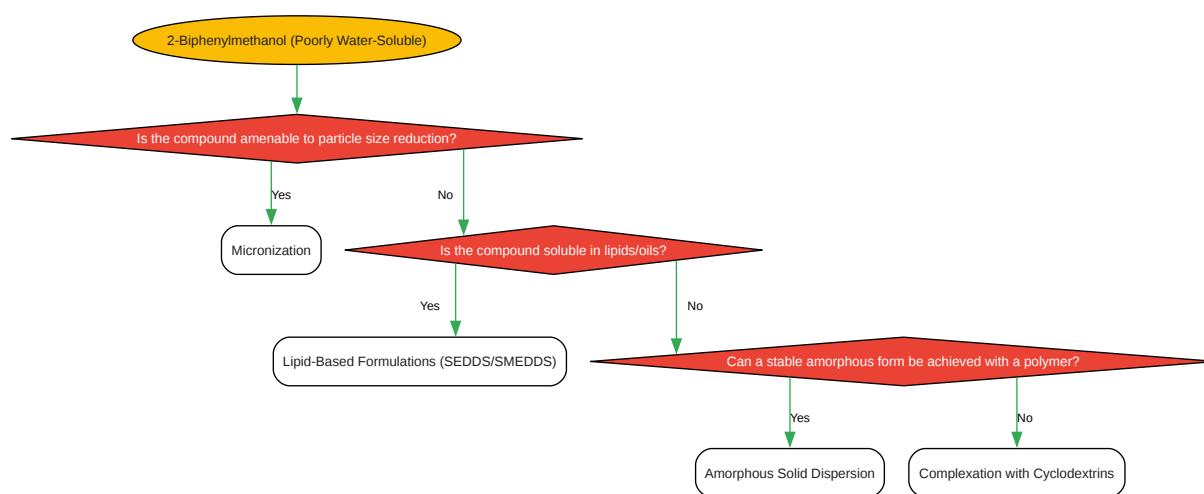 2-Biphenylmethanol (Poorly Water-Soluble)
Is the compound amenable to particle size reduction?
Yes
No
Micronization
Is the compound soluble in lipids/oils?
Yes
No
Lipid-Based Formulations (SEDDS/SMEDDS)
Can a stable amorphous form be achieved with a polymer?
Yes
No
Amorphous Solid Dispersion
Complexation with Cyclodextrins